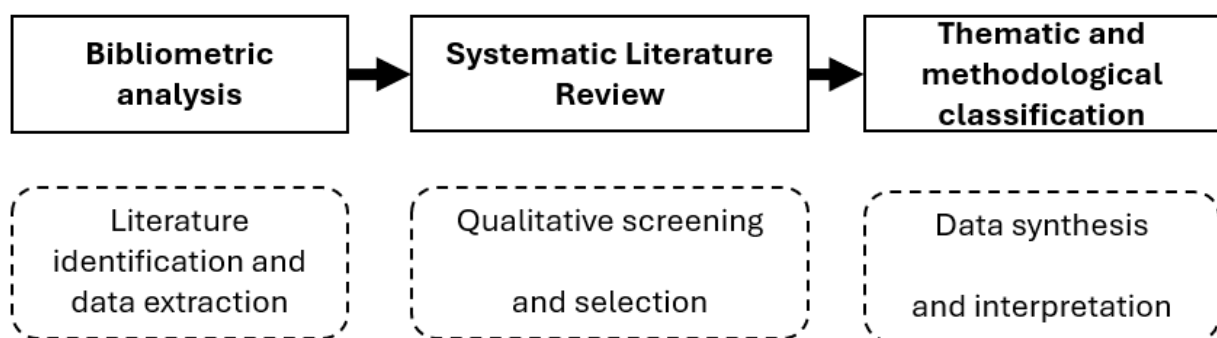 Bibliometric
analysis
Systematic Literature
Review
Thematic and
methodological
classification
Literature
identification and
data extraction
Qualitative screening
and selection
Data synthesis
and interpretation